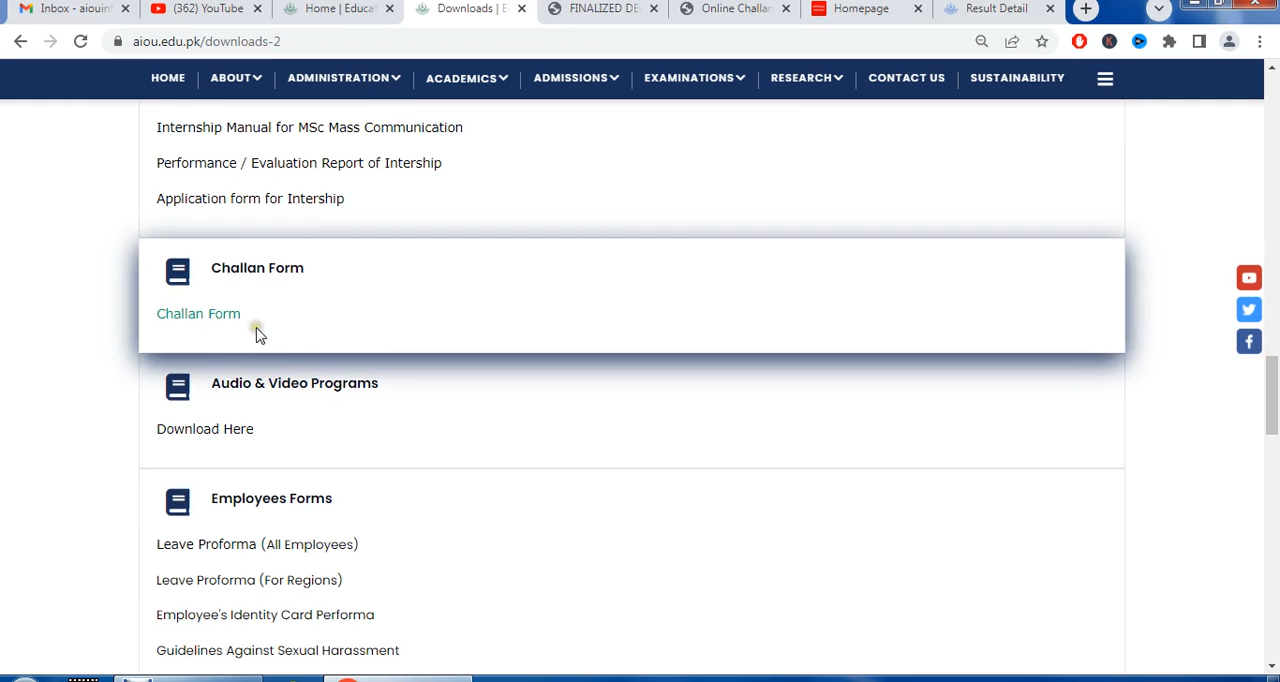 Inbox - aiouin
(362) YouTube
Home | Educa
Downloads | E
FINALIZED DE
Online Challan
Homepage
Result Detail
aiou.edu.pk/downloads-2
HOME
ABOUT
ADMINISTRATION
ACADEMICS
ADMISSIONS
EXAMINATIONS
RESEARCH
CONTACT US
SUSTAINABILITY
Internship Manual for MSc Mass Communication
Performance / Evaluation Report of Intership
Application form for Intership
Challan Form
Challan Form
Audio & Video Programs
Download Here
Employees Forms
Leave Proforma (All Employees)
Leave Proforma (For Regions)
Employee's Identity Card Performa
Guidelines Against Sexual Harassment